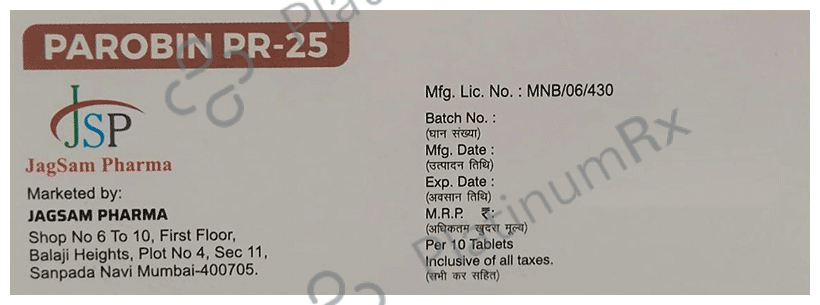 PAROBIN PR-25
JSP
JagSam Pharma
Marketed by:
JAGSAM PHARMA
Shop No 6 To 10, First Floor,
Balaji Heights, Plot No 4, Sec 11,
Sanpada Navi Mumbai-400705.
Mfg. Lic. No. : MNB/06/430
Batch No. :
(घान संख्या)
Mfg. Date :
(उत्पादन तिथि)
Exp. Date :
(अवसान तिथि)
M.R.P. ₹:
(अधिकतम खुदरा मूल्य)
Per 10 Tablets
Inclusive of all taxes.
(सभी कर सहित)
PlatinumRx